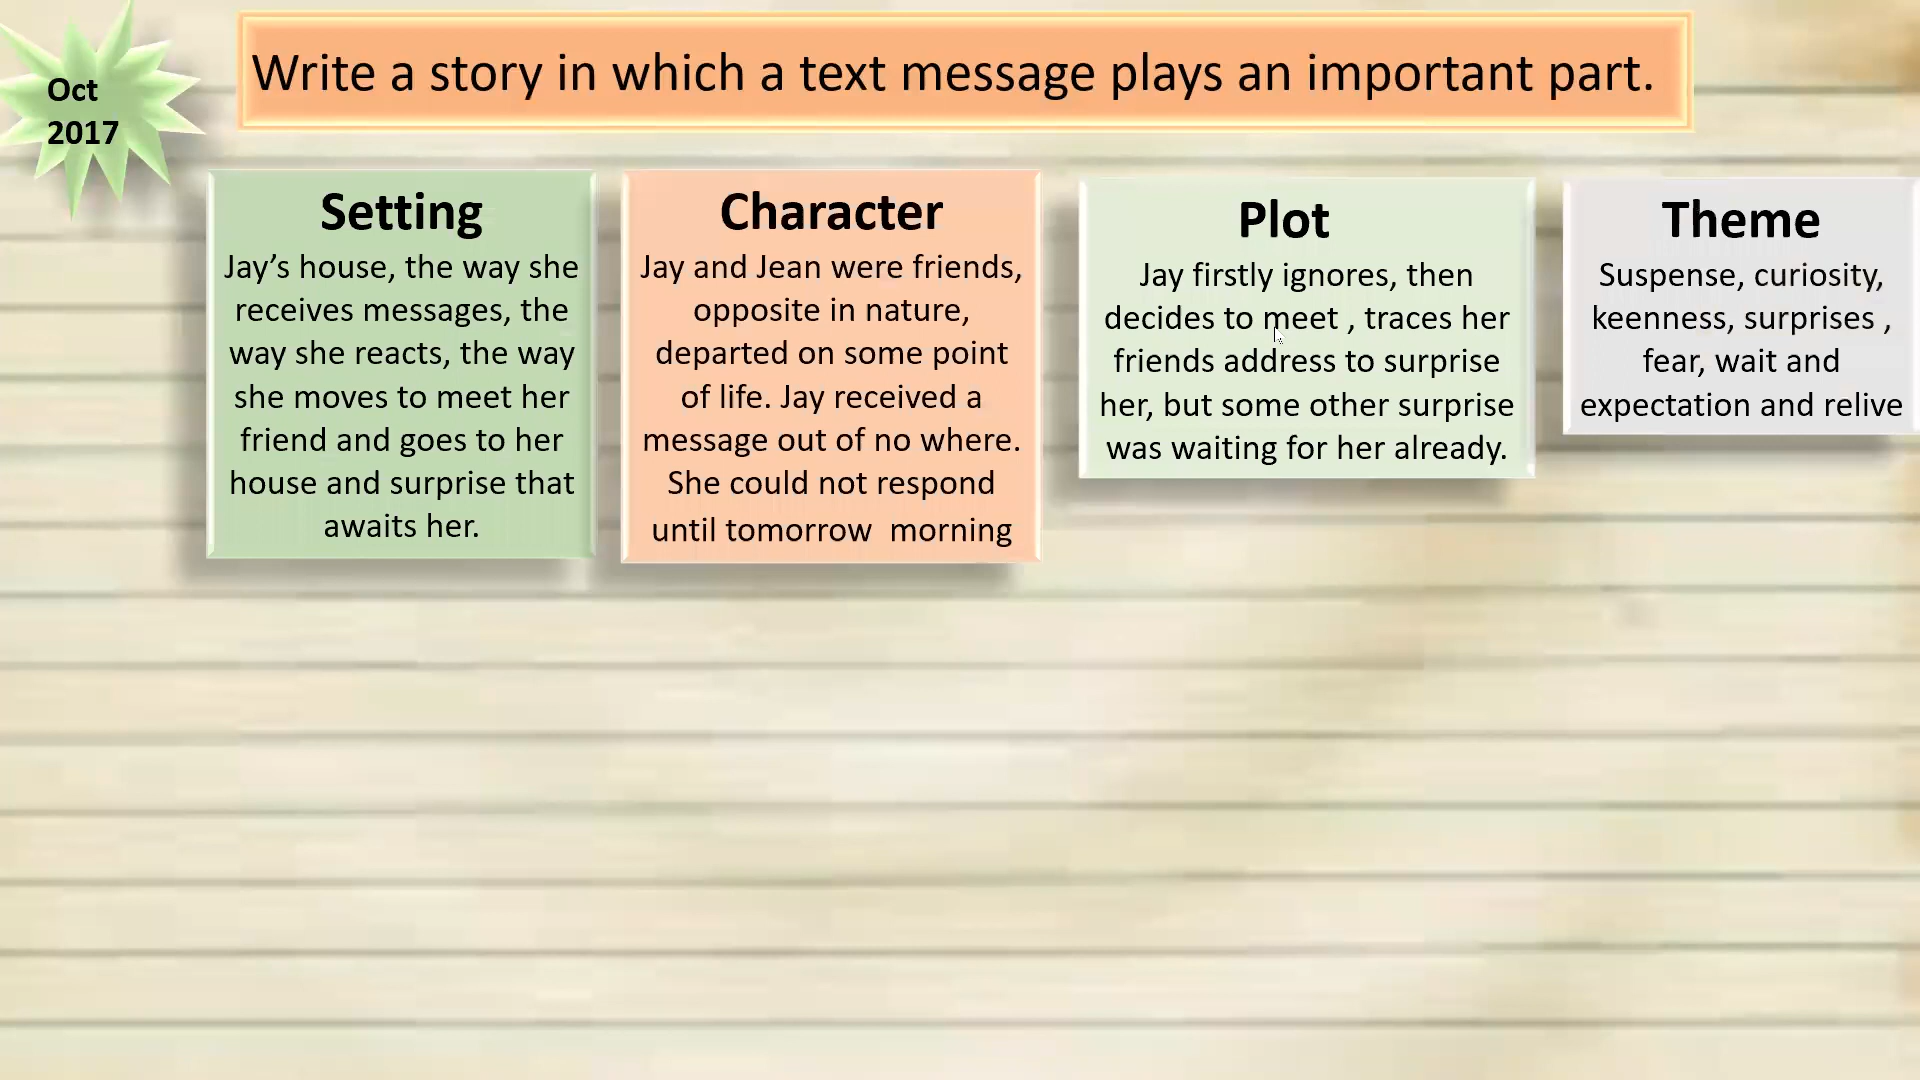 Oct
2017
Write a story in which a text message plays an important part.
Setting
Jay’s house, the way she
receives messages, the
way she reacts, the way
she moves to meet her
friend and goes to her
house and surprise that
awaits her.
Character
Jay and Jean were friends,
opposite in nature,
departed on some point
of life. Jay received a
message out of no where.
She could not respond
until tomorrow  morning
Plot
Jay firstly ignores, then
decides to meet , traces her
friends address to surprise
her, but some other surprise
was waiting for her already.
Theme
Suspense, curiosity,
keenness, surprises ,
fear, wait and
expectation and relive